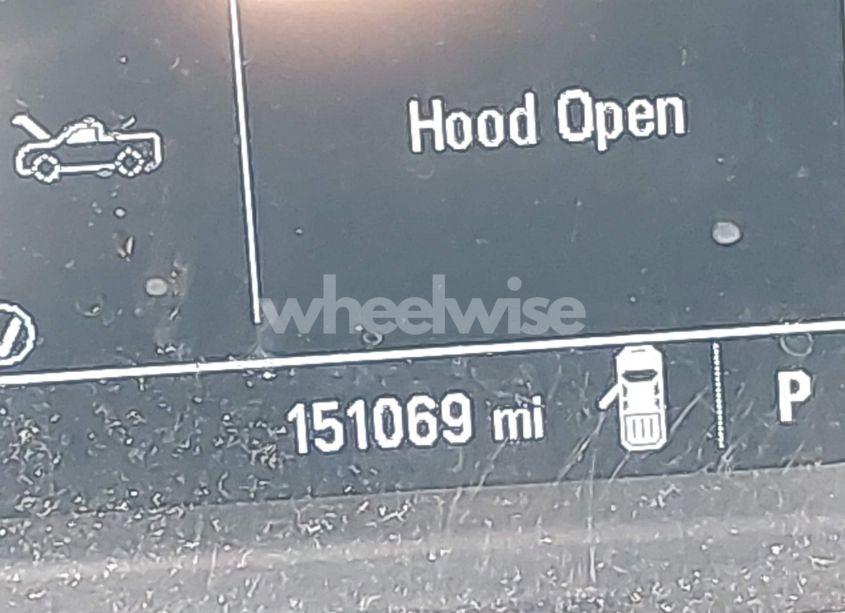 Hood Open
wheelwise
151069 mi
P